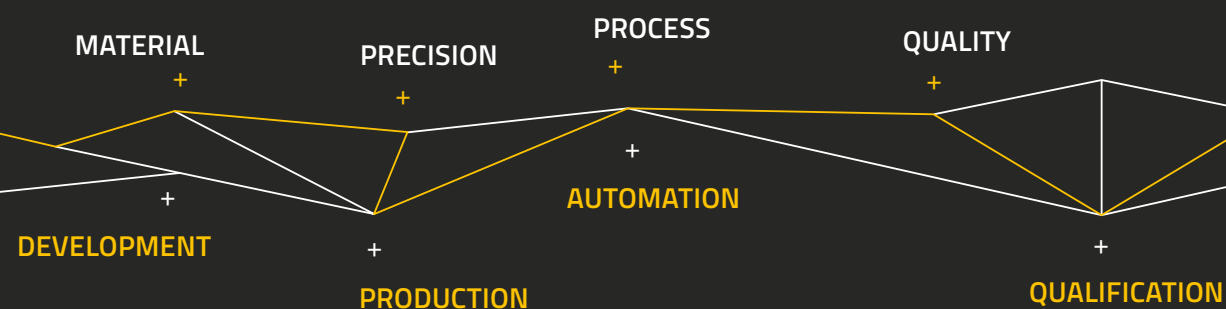 MATERIAL
+
DEVELOPMENT
+
PRECISION
+
PRODUCTION
+
PROCESS
+
AUTOMATION
+
QUALITY
+
QUALIFICATION
+